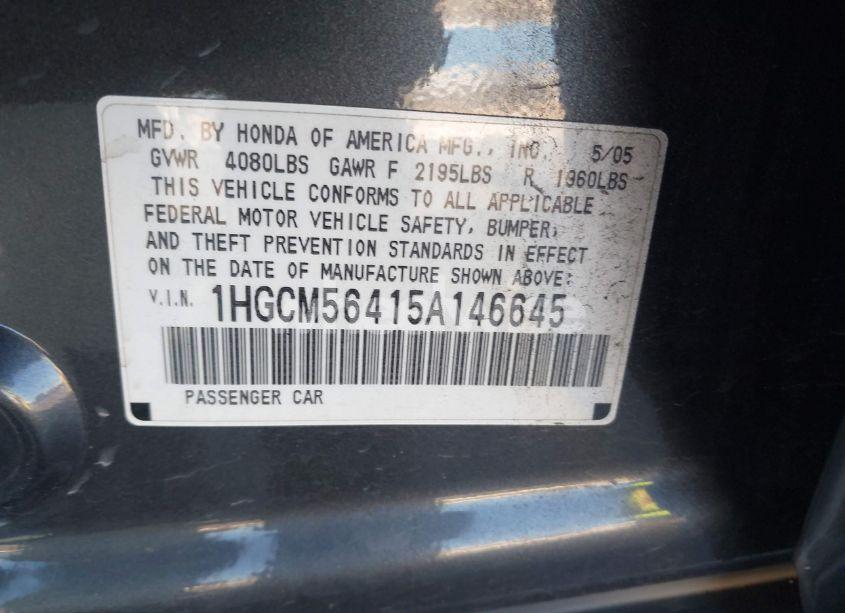 MFD. BY HONDA OF AMERICA MFG., INC. 5/05
GVWR 4080LBS GAWR F 2195LBS R 1960LBS
THIS VEHICLE CONFORMS TO ALL APPLICABLE
FEDERAL MOTOR VEHICLE SAFETY, BUMPER,
AND THEFT PREVENTION STANDARDS IN EFFECT
ON THE DATE OF MANUFACTURE SHOWN ABOVE:
V.I.N. 1HGCM56415A146645
PASSENGER CAR